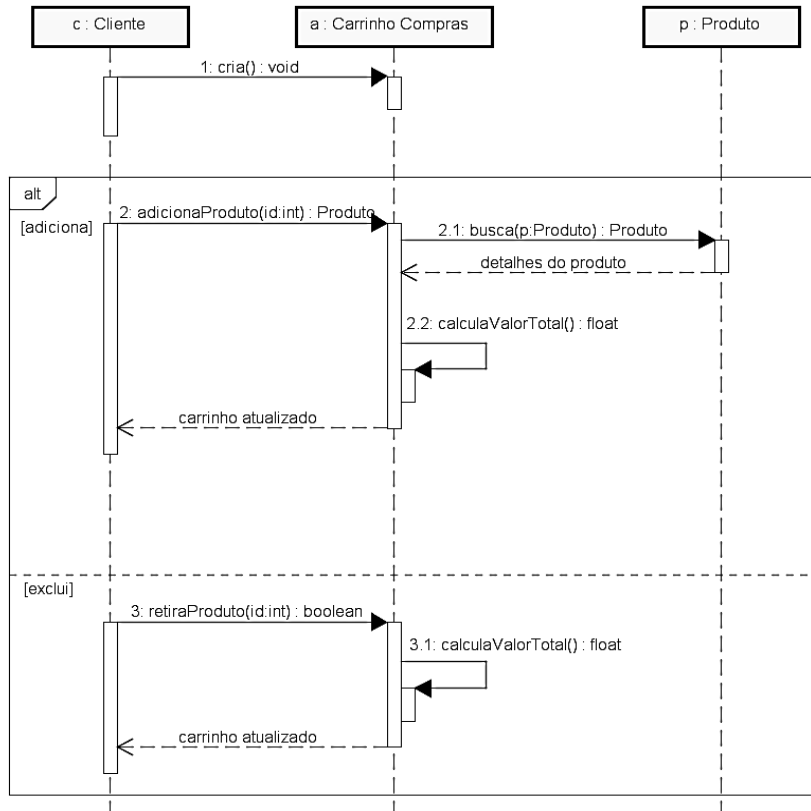 c : Cliente
a : Carrinho Compras
p : Produto
1: cria() : void
alt
2: adicionaProduto(id:int) : Produto
[adiciona]
2.1: busca(p:Produto) : Produto
detalhes do produto
2.2: calculaValorTotal() : float
carrinho atualizado
[exclui]
3: retiraProduto(id:int) : boolean
3.1: calculaValorTotal() : float
carrinho atualizado